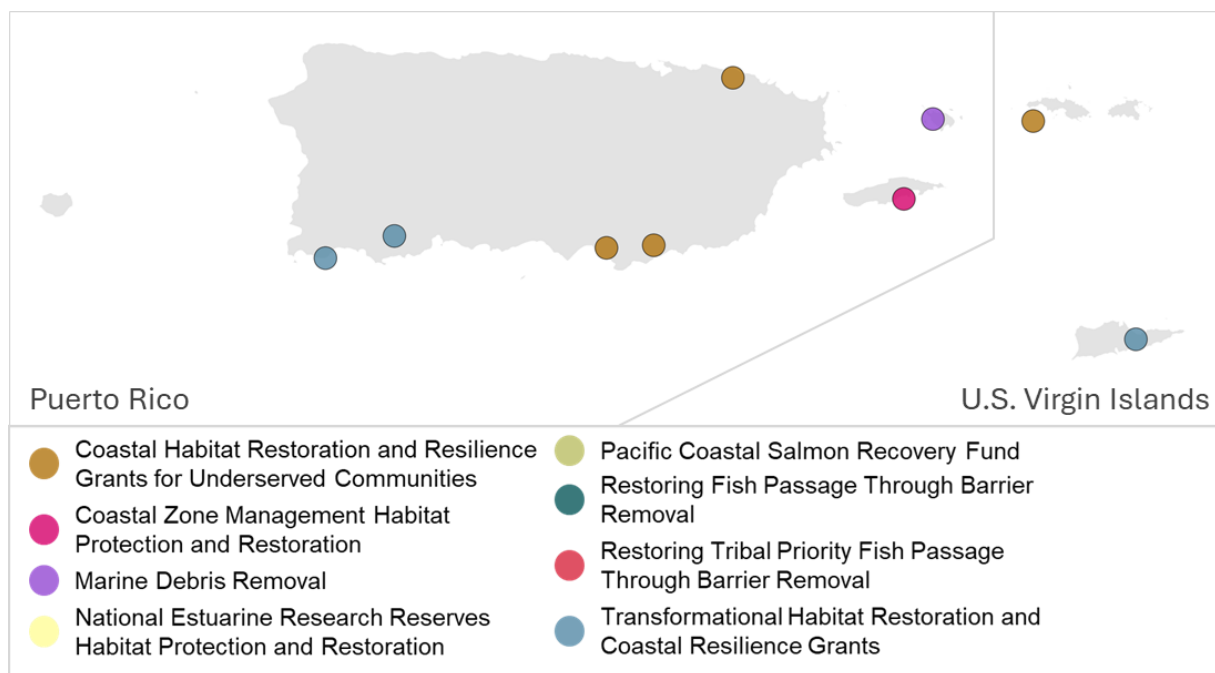 Puerto Rico
U.S. Virgin Islands
Coastal Habitat Restoration and Resilience
Grants for Underserved Communities
Coastal Zone Management Habitat
Protection and Restoration
Marine Debris Removal
National Estuarine Research Reserves
Habitat Protection and Restoration
Pacific Coastal Salmon Recovery Fund
Restoring Fish Passage Through Barrier
Removal
Restoring Tribal Priority Fish Passage
Through Barrier Removal
Transformational Habitat Restoration and
Coastal Resilience Grants